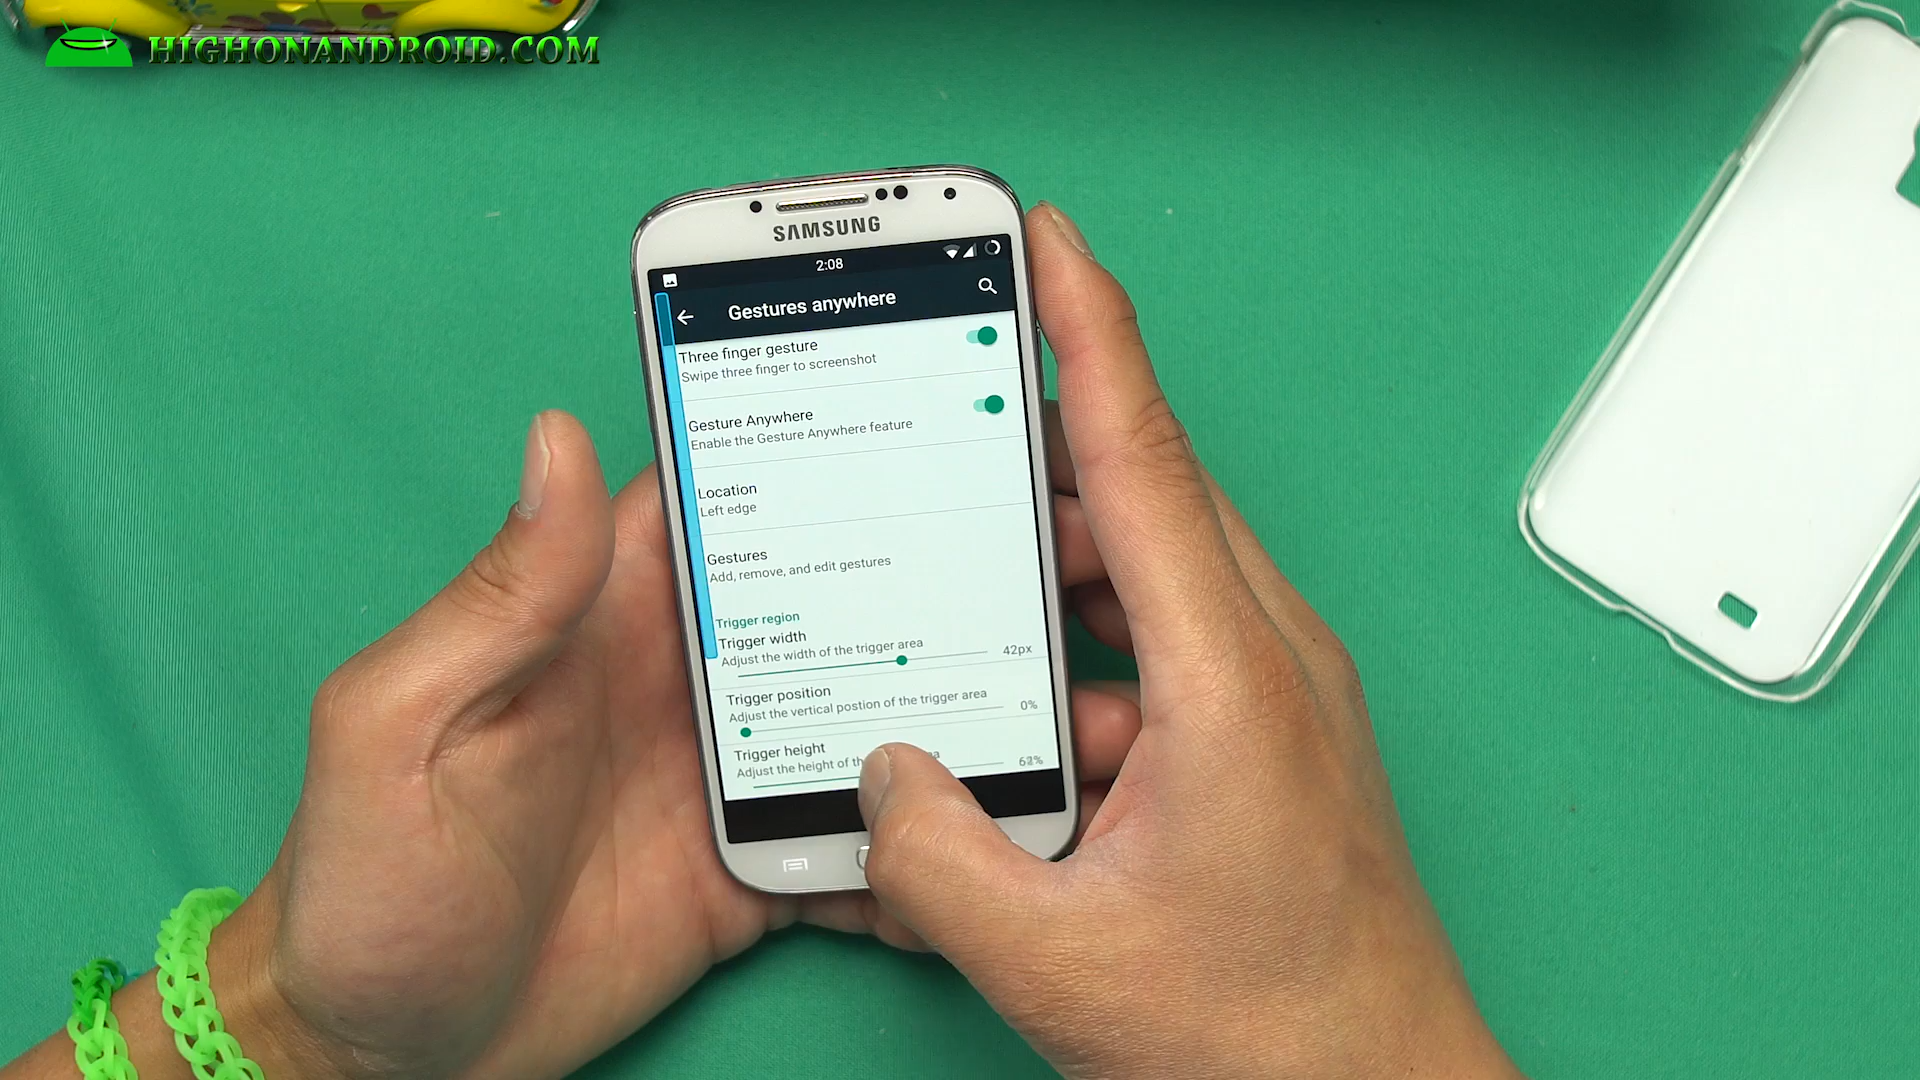 HIGHONANDROID.COM
SAMSUNG
2:08
Gestures anywhere
Three finger gesture
Swipe three finger to screenshot
Gesture Anywhere
Enable the Gesture Anywhere feature
Location
Left edge
Gestures
Add, remove, and edit gestures
Trigger region
Trigger width
Adjust the width of the trigger area
42px
Trigger position
Adjust the vertical postion of the trigger area
0%
Trigger height
Adjust the height of